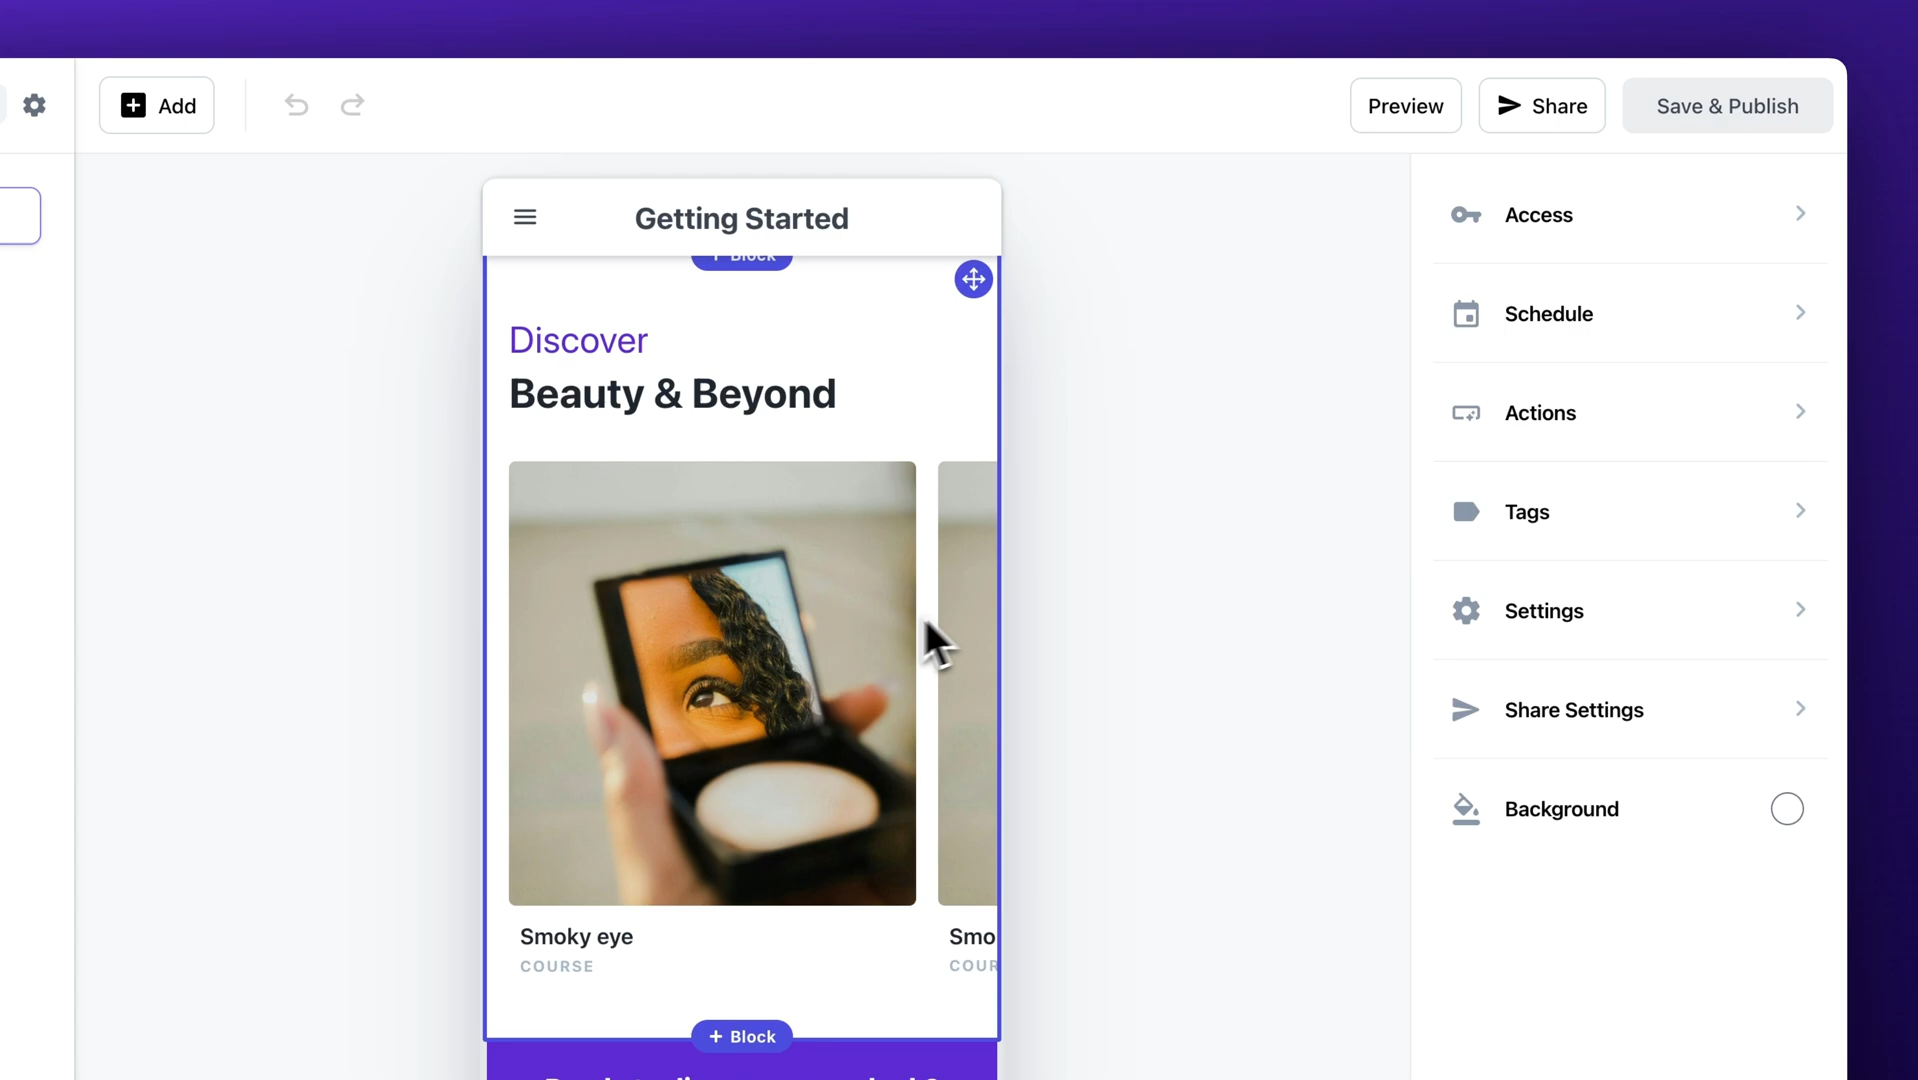 Add
Preview
Share
Save & Publish
Getting Started
+ Block
Discover
Beauty & Beyond
Smoky eye
COURSE
Smo
COUR
+ Block
Access
Schedule
Actions
Tags
Settings
Share Settings
Background